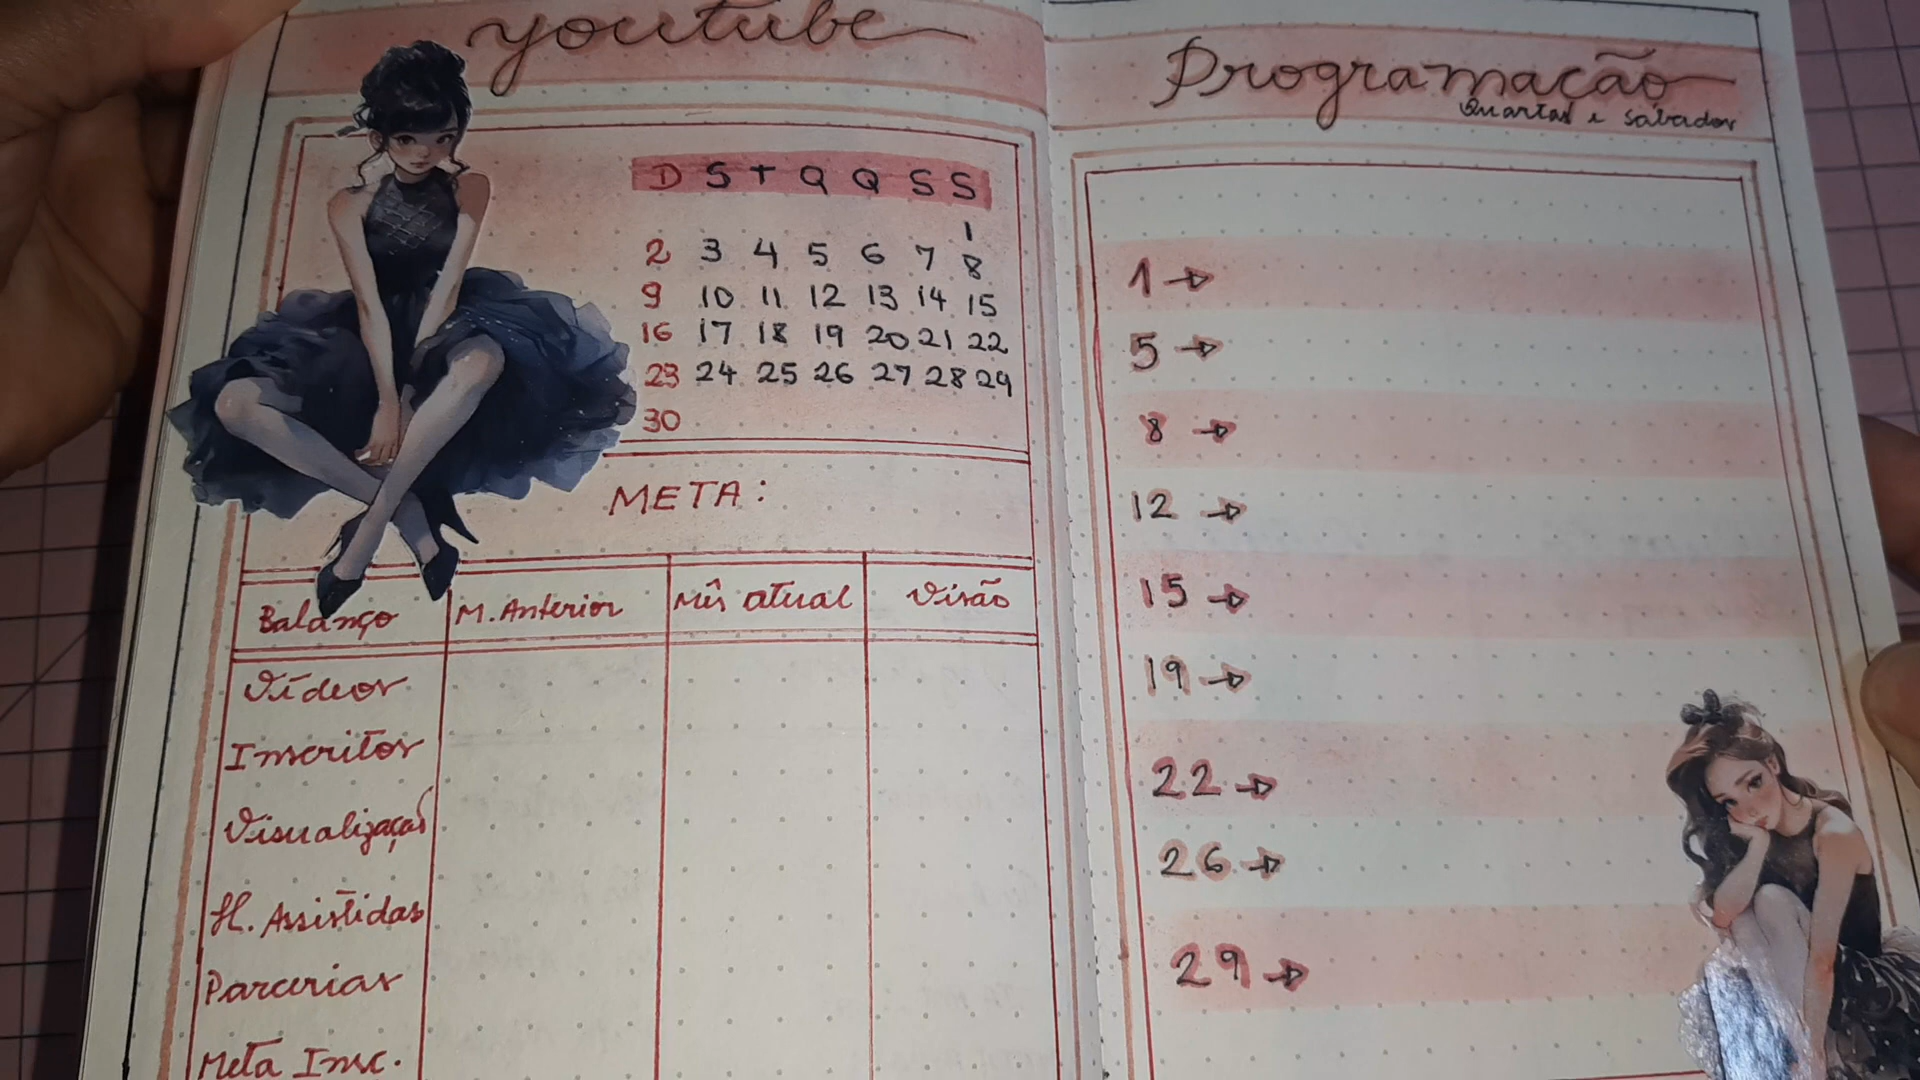 youtube
D S T Q Q S S
1
2 3 4 5 6 7 8
9 10 11 12 13 14 15
16 17 18 19 20 21 22
23 24 25 26 27 28 29
30
META:
Balanço M. Anterior Mês atual Visão
Vídeos
Inscritos
H. Assistidas
Parcerias
Meta Insc.
Programação
Quartas e Sábados
1 →
5 →
8 →
12 →
15 →
19 →
22 →
26 →
29 →